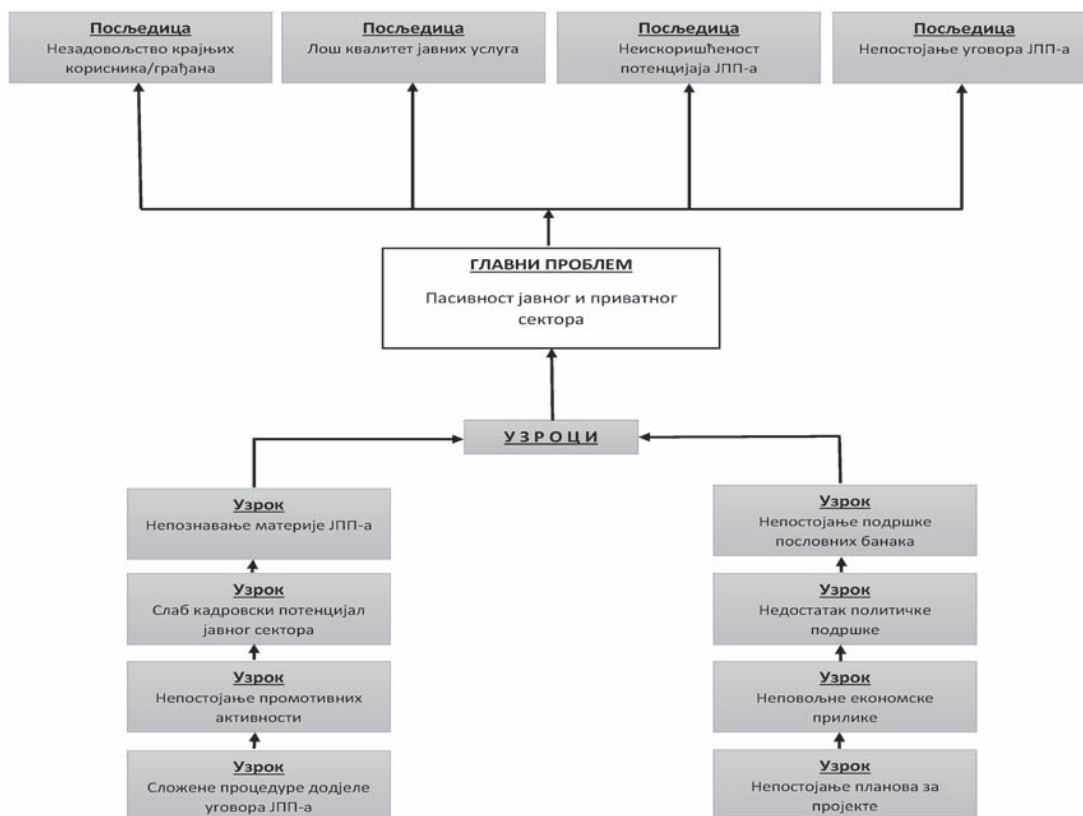 Посљедица
Незадовољство крајњих
корисника/грађана
Посљедица
Лош квалитет јавних услуга
Посљедица
Неискоришћеност
потенцијаја ЈПП-а
Посљедица
Непостојање уговора ЈПП-а
ГЛАВНИ ПРОБЛЕМ
Пасивност јавног и приватног
сектора
У З Р О Ц И
Узрок
Непознавање материје ЈПП-а
Узрок
Слаб кадровски потенцијал
јавног сектора
Узрок
Непостојање промотивних
активности
Узрок
Сложене процедуре додјеле
уговора ЈПП-а
Узрок
Непостојање подршке
пословних банака
Узрок
Недостатак политичке
подршке
Узрок
Неповољне економске
прилике
Узрок
Непостојање планова за
пројекте